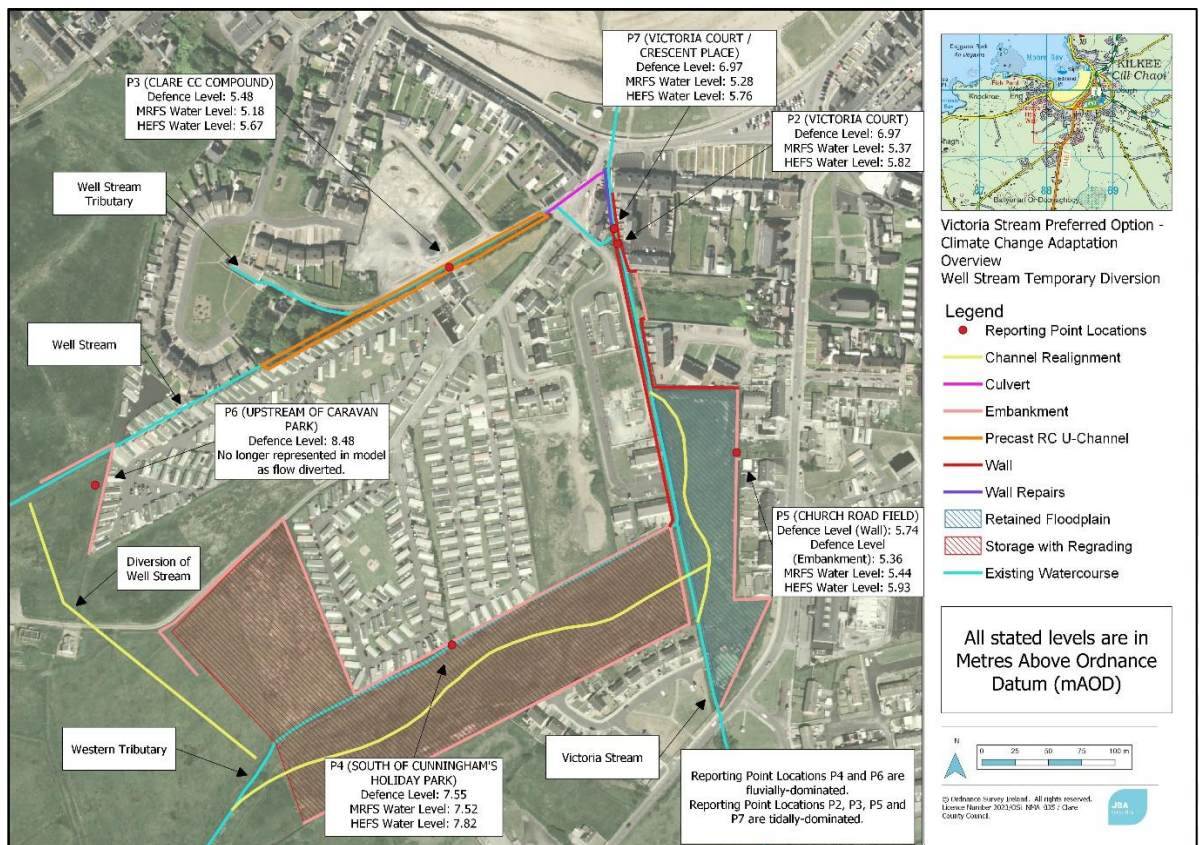 P7 (VICTORIA COURT /
CRESCENT PLACE)
Defence Level: 6.97
MRFS Water Level: 5.28
HEFS Water Level: 5.76
P3 (CLARE CC COMPOUND)
Defence Level: 5.48
MRFS Water Level: 5.18
HEFS Water Level: 5.67
P2 (VICTORIA COURT)
Defence Level: 6.97
MRFS Water Level: 5.37
HEFS Water Level: 5.82
Well Stream
Tributary
Well Stream
P6 (UPSTREAM OF CARAVAN
PARK)
Defence Level: 8.48
No longer represented in model
as flow diverted.
P5 (CHURCH ROAD FIELD)
Defence Level (Wall): 5.74
Defence Level
(Embankment): 5.36
MRFS Water Level: 5.44
HEFS Water Level: 5.93
Diversion of
Well Stream
Western Tributary
P4 (SOUTH OF CUNNINGHAM'S
HOLIDAY PARK)
Defence Level: 7.55
MRFS Water Level: 7.52
HEFS Water Level: 7.82
Victoria Stream
Reporting Point Locations P4 and P6 are
fluvially-dominated.
Reporting Point Locations P2, P3, P5 and
P7 are tidally-dominated.
Moore Bay
KILKEE
Cill Chaoi
West
End
87
88
89
Victoria Stream Preferred Option -
Climate Change Adaptation
Overview
Well Stream Temporary Diversion
Legend
Reporting Point Locations
Channel Realignment
Culvert
Embankment
Precast RC U-Channel
Wall
Wall Repairs
Retained Floodplain
Storage with Regrading
Existing Watercourse
All stated levels are in
Metres Above Ordnance
Datum (mAOD)
N
0 25 50 75 100 m
© Ordnance Survey Ireland. All rights reserved.
Licence Number 2023/OSI_NMA_035 / Clare
County Council.
JBA